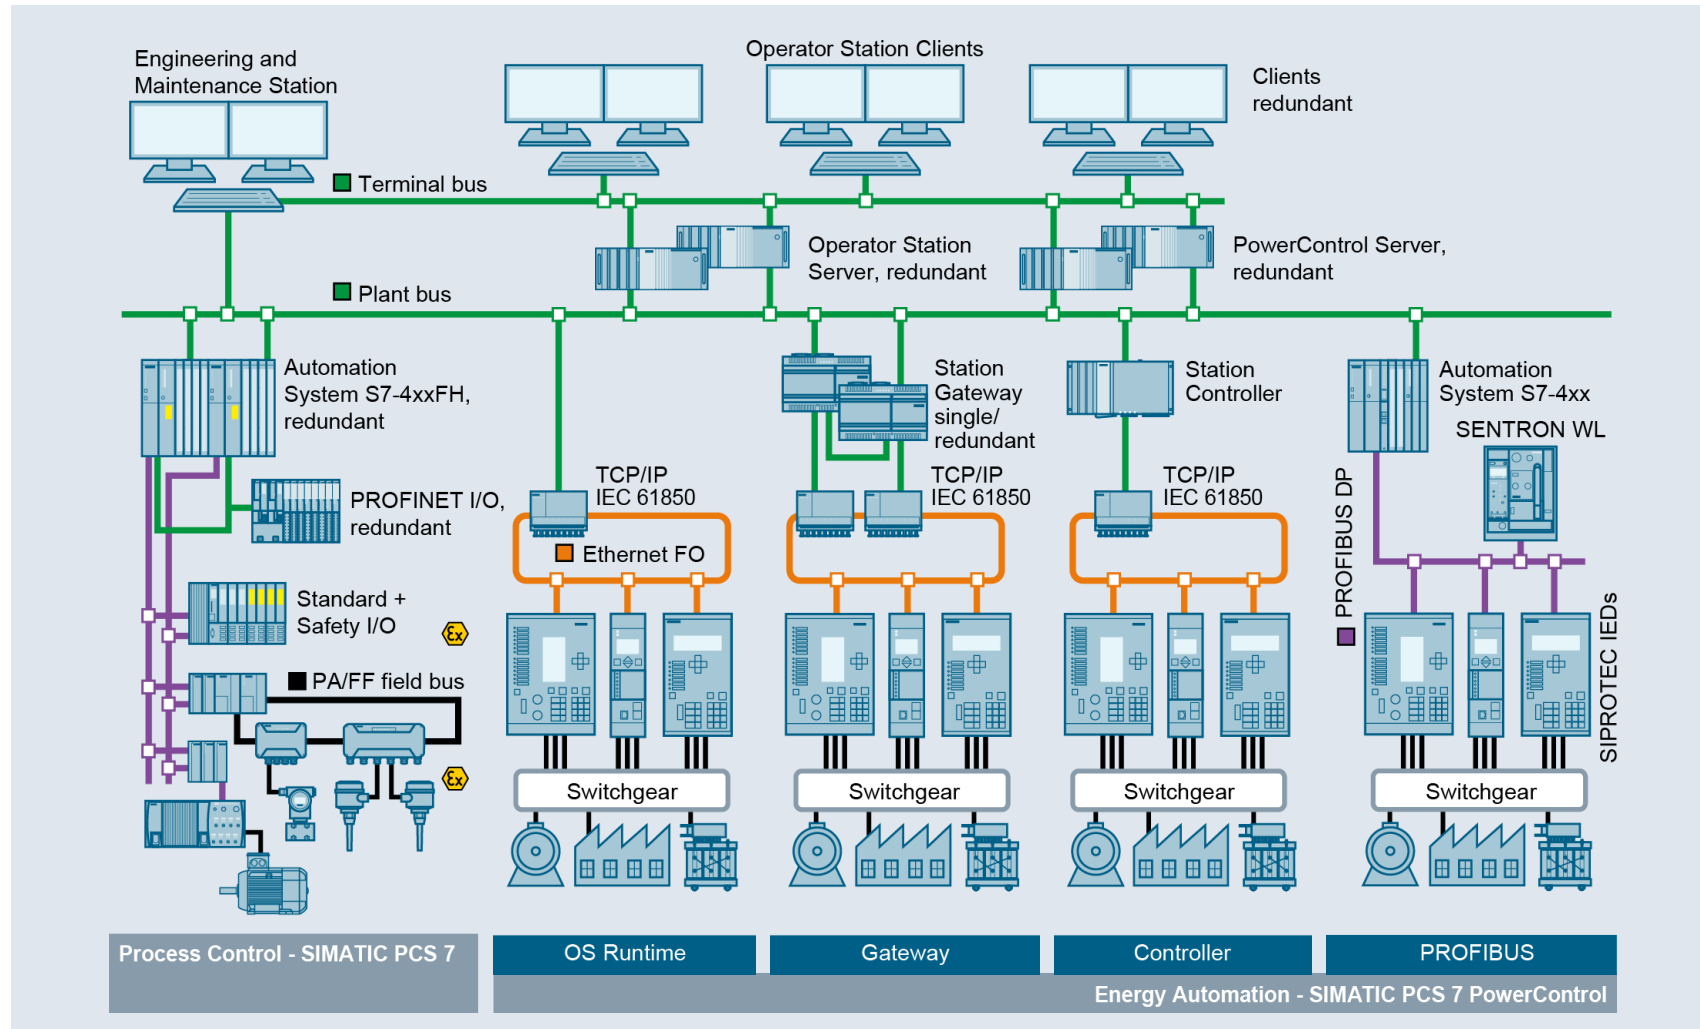 Operator Station Clients
Engineering and
Maintenance Station
Clients
redundant
Terminal bus
Operator Station
Server, redundant
PowerControl Server,
redundant
Plant bus
Automation
System S7-4xxFH,
redundant
Station
Gateway
single/
redundant
Station
Controller
Automation
System S7-4xx
SENTRON WL
TCP/IP
IEC 61850
TCP/IP
IEC 61850
TCP/IP
IEC 61850
PROFINET I/O,
redundant
PROFIBUS DP
Ethernet FO
Standard +
Safety I/O
Ex
SIPROTEC IEDs
PA/FF field bus
Ex
Switchgear
Switchgear
Switchgear
Switchgear
Process Control - SIMATIC PCS 7
OS Runtime
Gateway
Controller
PROFIBUS
Energy Automation - SIMATIC PCS 7 PowerControl